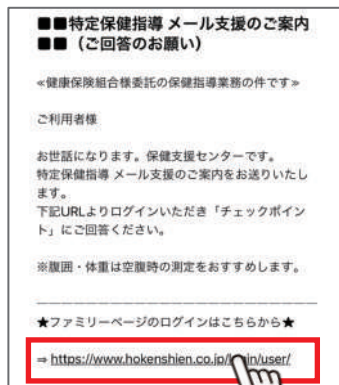 ■■特定保健指導 メール支援のご案内
■■（ご回答のお願い）
≪健康保険組合様委託の保健指導業務の件です≫
ご利用者様
お世話になります。保健支援センターです。
特定保健指導 メール支援のご案内をお送りいたし
ます。
下記URLよりログインいただき「チェックポイン
ト」にご回答ください。
※腹囲・体重は空腹時の測定をおすすめします。
★ファミリーページのログインはこちらから★
⇒ https://www.hokenshien.co.jp/login/user/